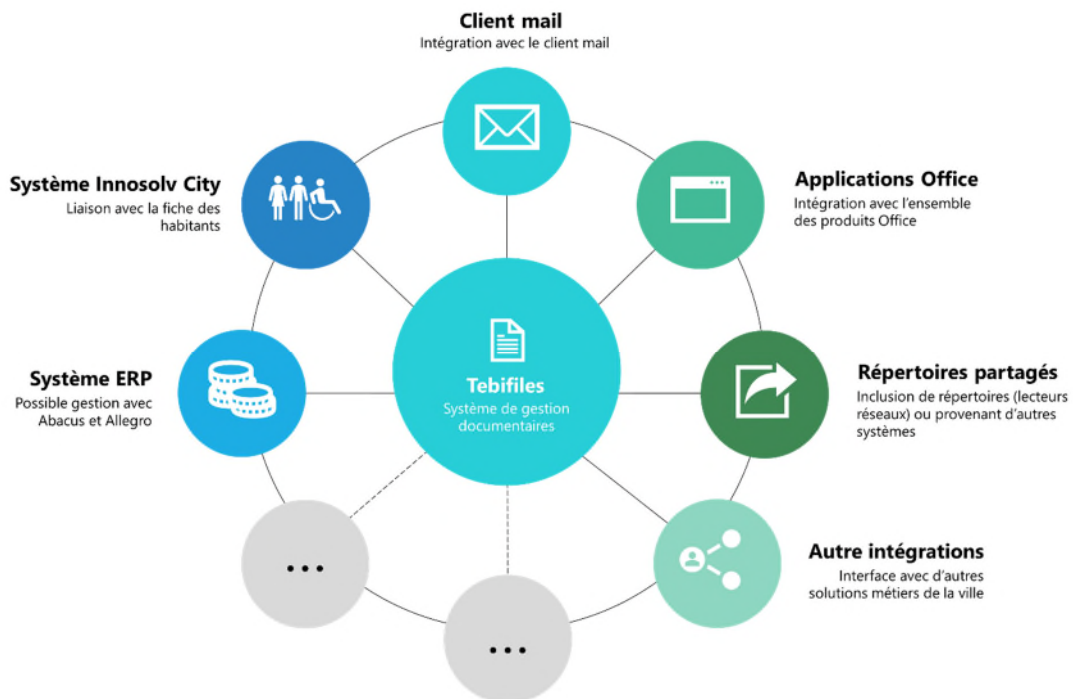 Client mail
Intégration avec le client mail
Système Innosolv City
Liaison avec la fiche des
habitants
Applications Office
Intégration avec l'ensemble
des produits Office
Tebifiles
Système de gestion
documentaires
Système ERP
Possible gestion avec
Abacus et Allegro
Répertoires partagés
Inclusion de répertoires (lecteurs
réseaux) ou provenant d'autres
systèmes
...
...
Autre intégrations
Interface avec d'autres
solutions métiers de la ville